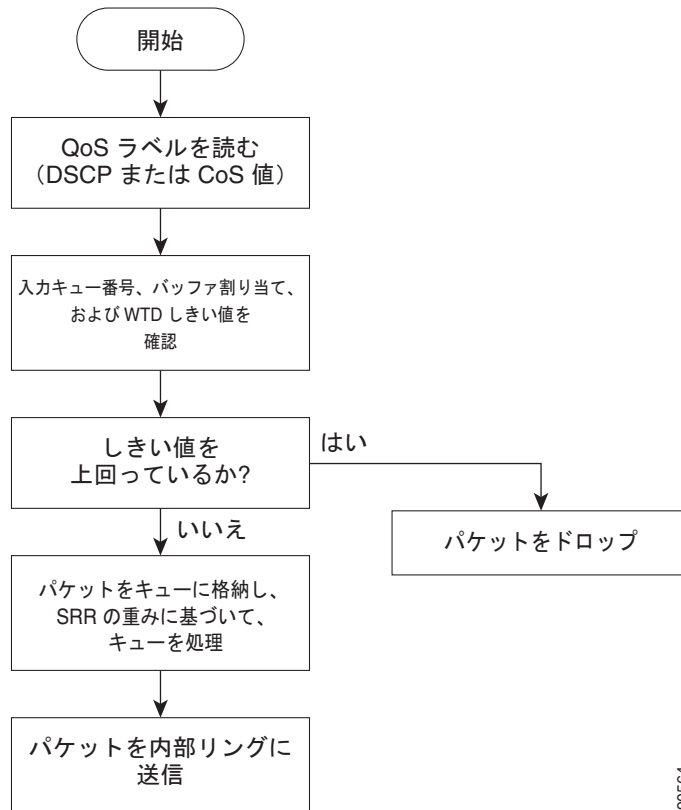 開始
QoS ラベルを読む
（DSCP または CoS 値）
入力キュー番号、バッファ割り当て、
および WTD しきい値を
確認
しきい値を
上回っているか?
はい
パケットをドロップ
いいえ
パケットをキューに格納し、
SRR の重みに基づいて、
キューを処理
パケットを内部リングに
送信